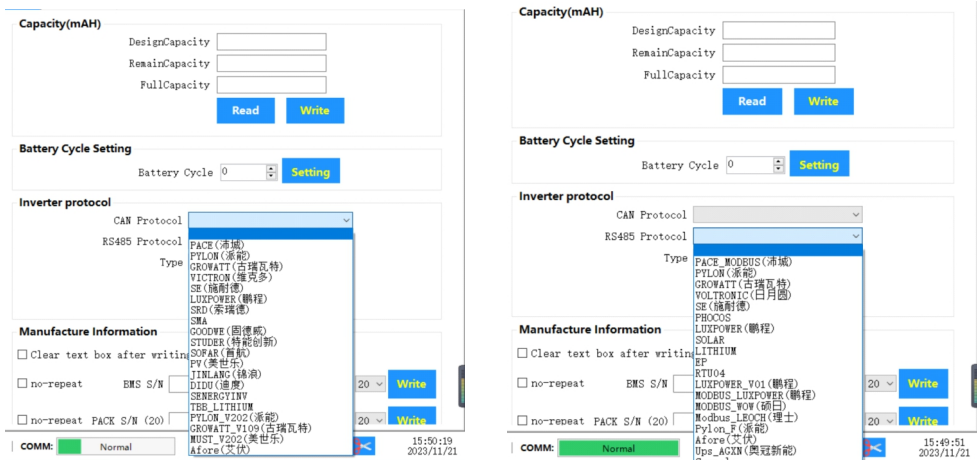 Capacity(mAH)
DesignCapacity
RemainCapacity
FullCapacity
Read Write
Battery Cycle Setting
Battery Cycle 0 Setting
Inverter protocol
CAN Protocol
RS485 Protocol
Type
PACE(沛城)
PYLON(派能)
GROWATT(古瑞瓦特)
VICTRON(维克多)
SE(施耐德)
LUXPOWER(鹏程)
SRD(索瑞德)
SMA
GOODWE(固德威)
STUDER(特能创新)
SOFAR(首航)
PV(美世乐)
JINLANG(锦浪)
DIDU(迪度)
SENERGYINV
TBB_LITHIUM
PYLON_V202(派能)
GROWATT_V109(古瑞瓦特)
MUST_V202(美世乐)
Afore(艾伏)
Manufacture Information
Clear text box after writing
no-repeat BMS S/N 20 Write
no-repeat PACK S/N (20) 20 Write
COMM: Normal
15:50:19
2023/11/21
Capacity(mAH)
DesignCapacity
RemainCapacity
FullCapacity
Read Write
Battery Cycle Setting
Battery Cycle 0 Setting
Inverter protocol
CAN Protocol
RS485 Protocol
Type
PACE_MODBUS(沛城)
PYLON(派能)
GROWATT(古瑞瓦特)
VOLTRONIC(日月圆)
SE(施耐德)
PHOCOS
LUXPOWER(鹏程)
SOLAR
LITHIUM
EP
RTU04
LUXPOWER_V01(鹏程)
MODBUS_LUXPOWER(鹏程)
MODBUS_WOW(硕日)
Modbus_LEOCH(理士)
Pylon_F(派能)
Afore(艾伏)
Ups_AGXN(奥冠新能)
Manufacture Information
Clear text box after writing
no-repeat BMS S/N 20 Write
no-repeat PACK S/N (20) 20 Write
COMM: Normal
15:49:51
2023/11/21